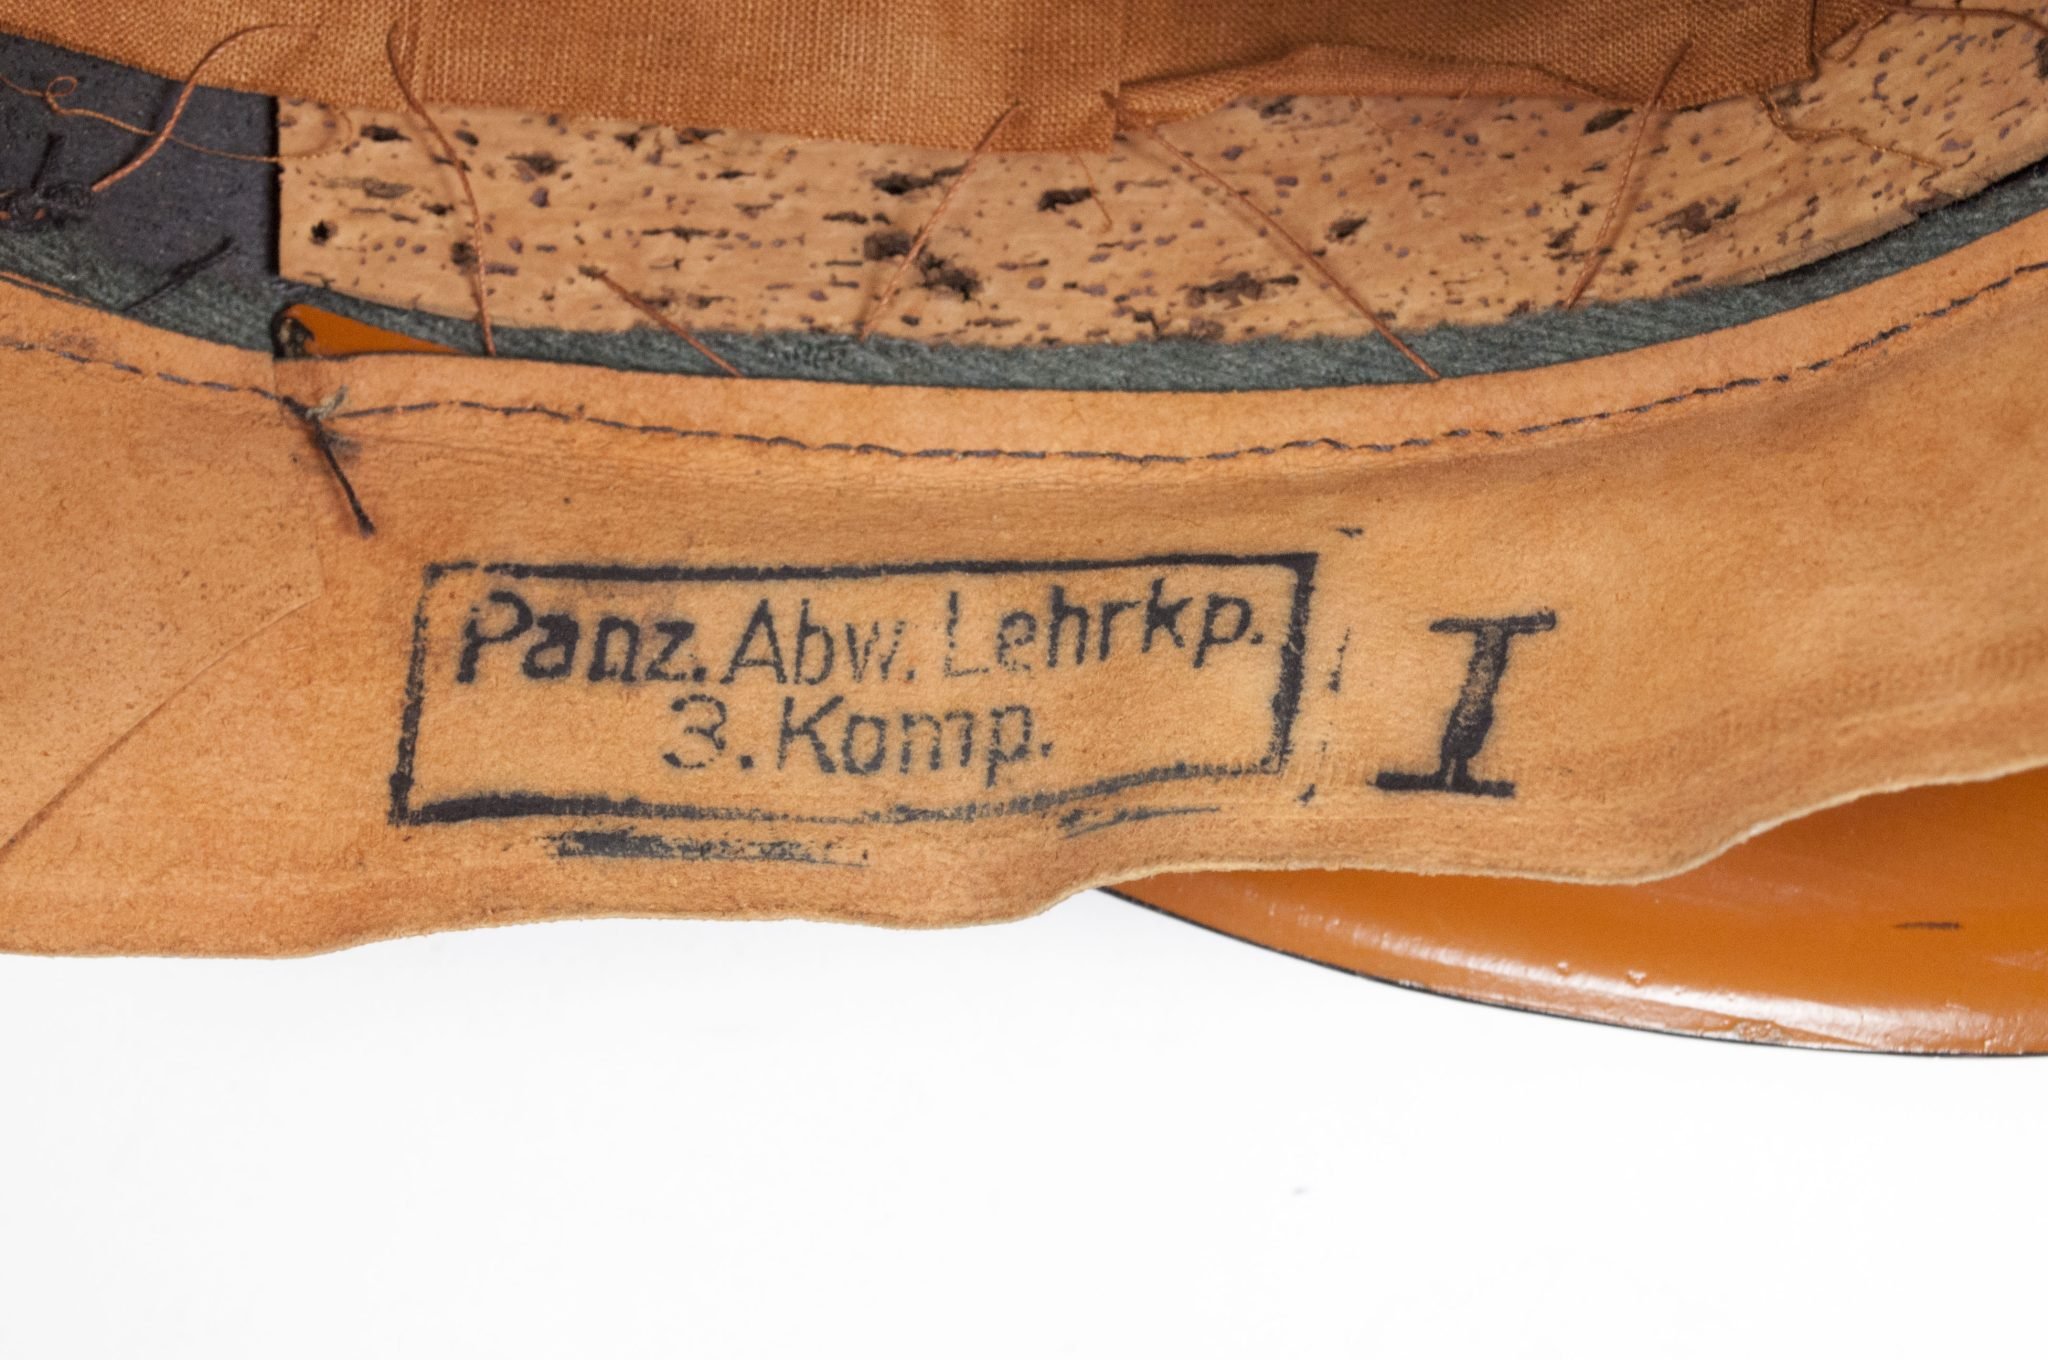 Panz. Abw. Lehrkp.
3. Komp.
I